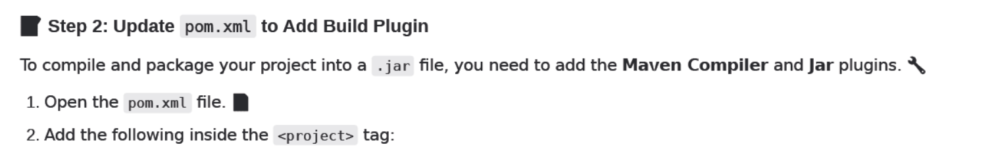 Step 2: Update pom.xml to Add Build Plugin
To compile and package your project into a .jar file, you need to add the Maven Compiler and Jar plugins.
1. Open the pom.xml file.
2. Add the following inside the <project> tag: